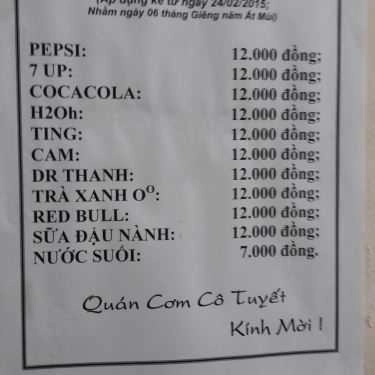 (Áp dụng kể từ ngày 24/02/2015;
Nhằm ngày 06 tháng Giêng năm Ất Mùi)
PEPSI: 12.000 đồng;
7 UP: 12.000 đồng;
COCACOLA: 12.000 đồng;
H2Oh: 12.000 đồng;
TING: 12.000 đồng;
CAM: 12.000 đồng;
DR THANH: 12.000 đồng;
TRÀ XANH Oº: 12.000 đồng;
RED BULL: 12.000 đồng;
SỮA ĐẬU NÀNH: 12.000 đồng;
NƯỚC SUỐI: 7.000 đồng.
Quán Cơm Cô Tuyết
Kính Mời !